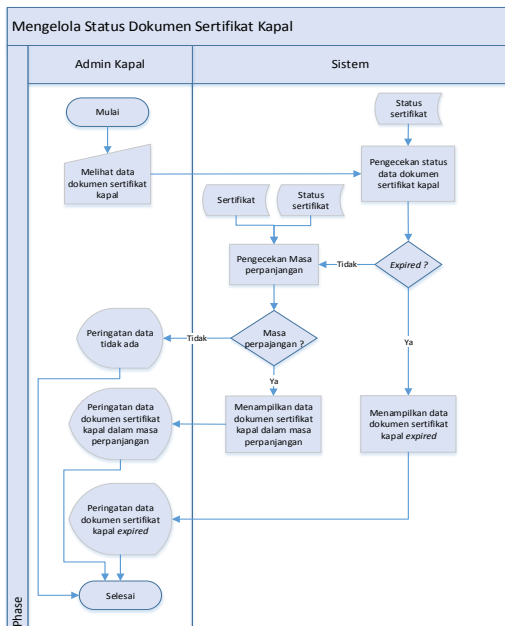 Mengelola Status Dokumen Sertifikat Kapal
Admin Kapal
Sistem
Mulai
Status
sertifikat
Melihat data
dokumen sertifikat
kapal
Pengecekan status
data dokumen
sertifikat kapal
Sertifikat
Status
sertifikat
Pengecekan Masa
perpanjangan
Tidak
Expired ?
Peringatan data
tidak ada
Tidak
Masa
perpajangan ?
Ya
Ya
Peringatan data
dokumen sertifikat
kapal dalam masa
perpanjangan
Menampilkan data
dokumen sertifikat
kapal dalam masa
perpanjangan
Menampilkan data
dokumen sertifikat
kapal expired
Peringatan data
dokumen sertifikat
kapal expired
Selesai
Phase